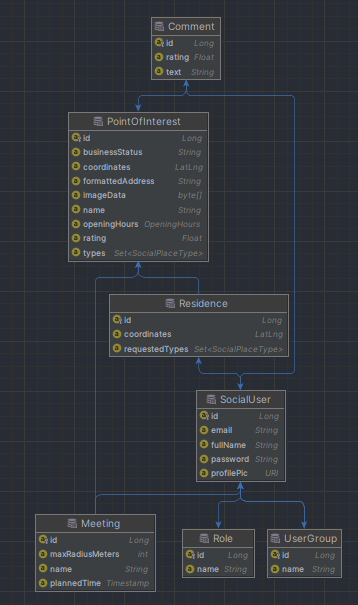 Comment
id Long
rating Float
text String
PointOfInterest
id Long
businessStatus String
coordinates LatLng
formattedAddress String
imageData byte[]
name String
openingHours OpeningHours
rating Float
types Set<SocialPlaceType>
Residence
id Long
coordinates LatLng
requestedTypes Set<SocialPlaceType>
SocialUser
id Long
email String
fullName String
password String
profilePic URI
Meeting
id Long
maxRadiusMeters int
name String
plannedTime Timestamp
Role
id Long
name String
UserGroup
id Long
name String